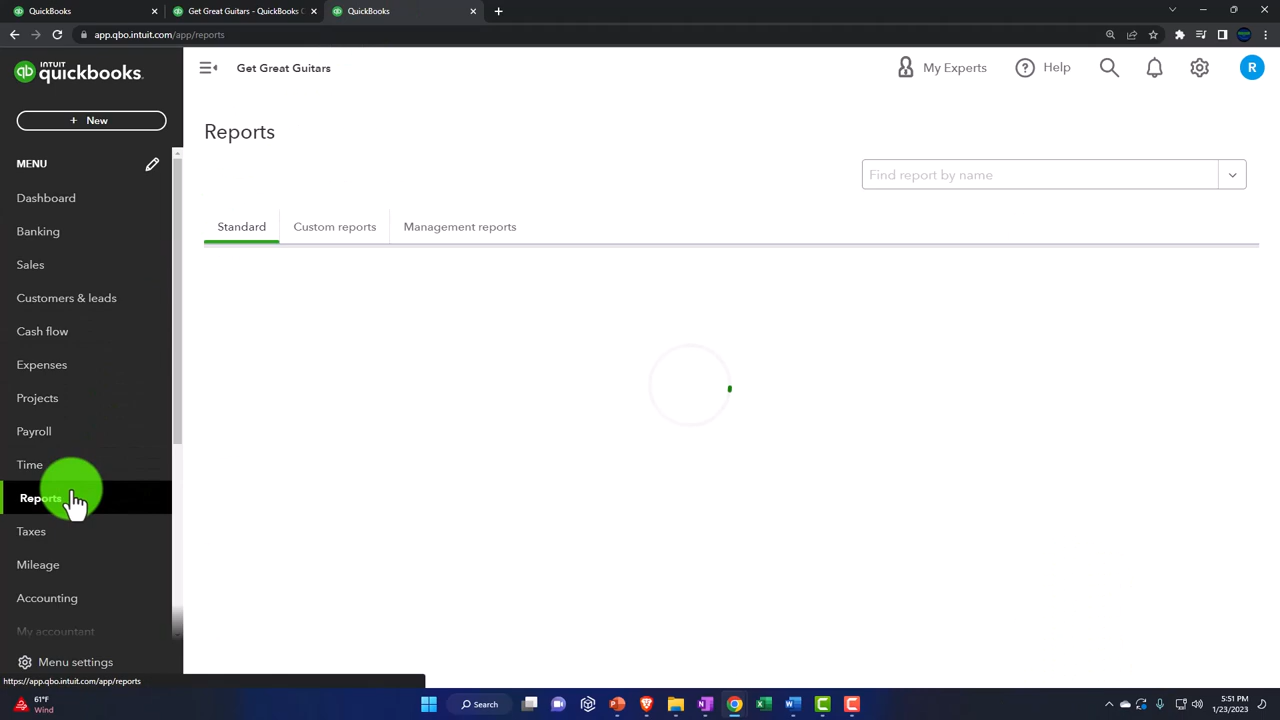 QuickBooks
Get Great Guitars - QuickBooks C
QuickBooks
app.qbo.intuit.com/app/reports
INTUIT
quickbooks.
Get Great Guitars
My Experts
Help
R
+ New
Reports
MENU
Find report by name
Dashboard
Standard
Custom reports
Management reports
Banking
Sales
Customers & leads
Cash flow
Expenses
Projects
Payroll
Time
Reports
Taxes
Mileage
Accounting
My accountant
Menu settings
https://app.qbo.intuit.com/app/reports
61°F
Wind
Search
5:51 PM
1/23/2023